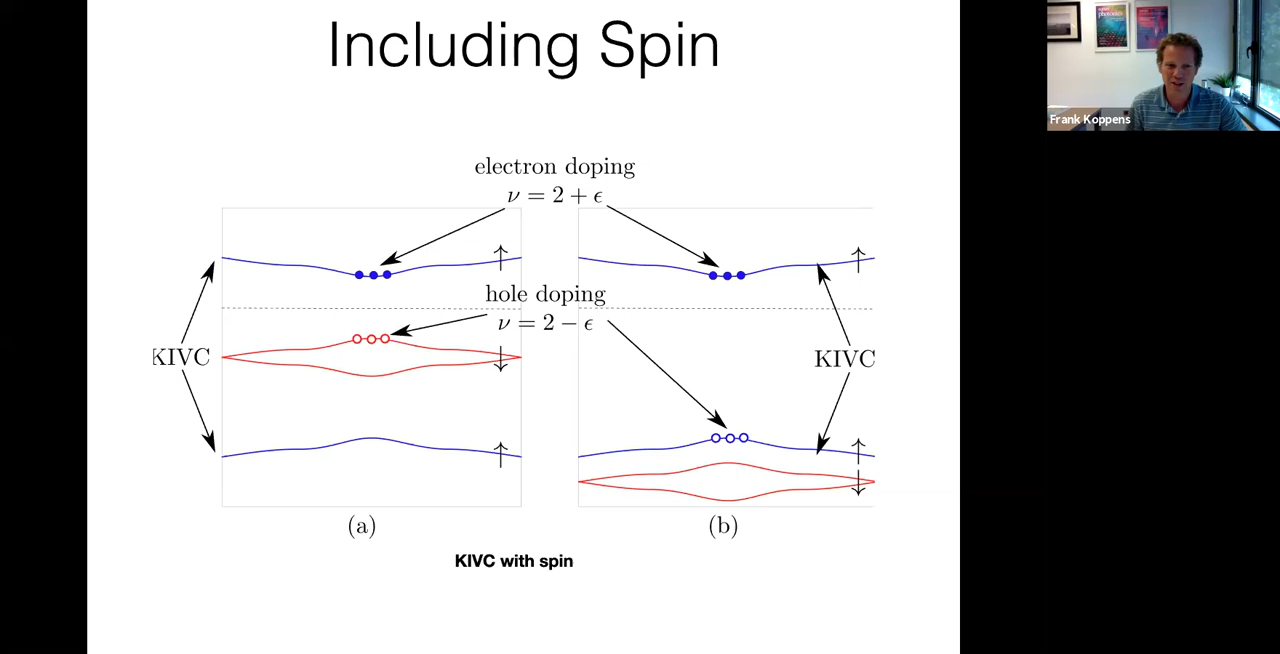 Including Spin
Frank Koppens
electron doping
ν = 2 + ϵ
↑
↑
hole doping
ν = 2 − ϵ
KIVC
↓
KIVC
↑
↑
↓
(a)
(b)
KIVC with spin